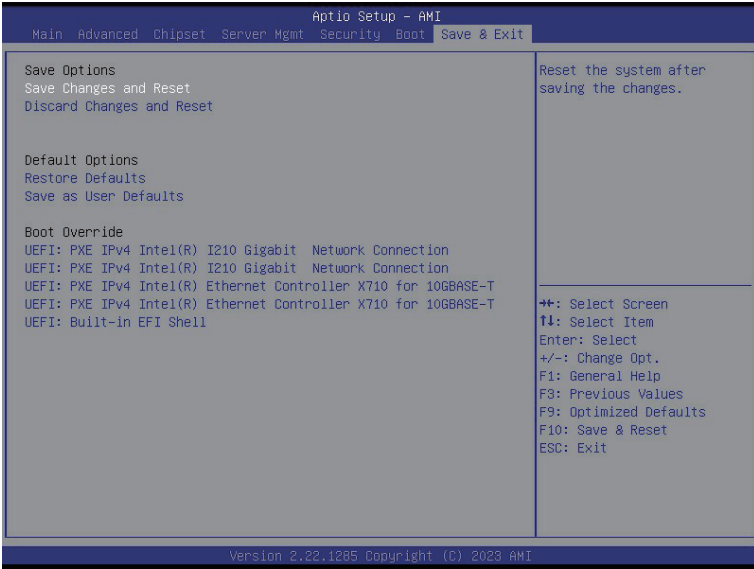 Aptio Setup – AMI
Main Advanced Chipset Server Mgmt Security Boot Save & Exit
Save Options
Save Changes and Reset
Discard Changes and Reset
Default Options
Restore Defaults
Save as User Defaults
Boot Override
UEFI: PXE IPv4 Intel(R) I210 Gigabit  Network Connection
UEFI: PXE IPv4 Intel(R) I210 Gigabit  Network Connection
UEFI: PXE IPv4 Intel(R) Ethernet Controller X710 for 10GBASE-T
UEFI: PXE IPv4 Intel(R) Ethernet Controller X710 for 10GBASE-T
UEFI: Built-in EFI Shell
Reset the system after
saving the changes.
→←: Select Screen
↑↓: Select Item
Enter: Select
+/-: Change Opt.
F1: General Help
F3: Previous Values
F9: Optimized Defaults
F10: Save & Reset
ESC: Exit
Version 2.22.1285 Copyright (C) 2023 AMI